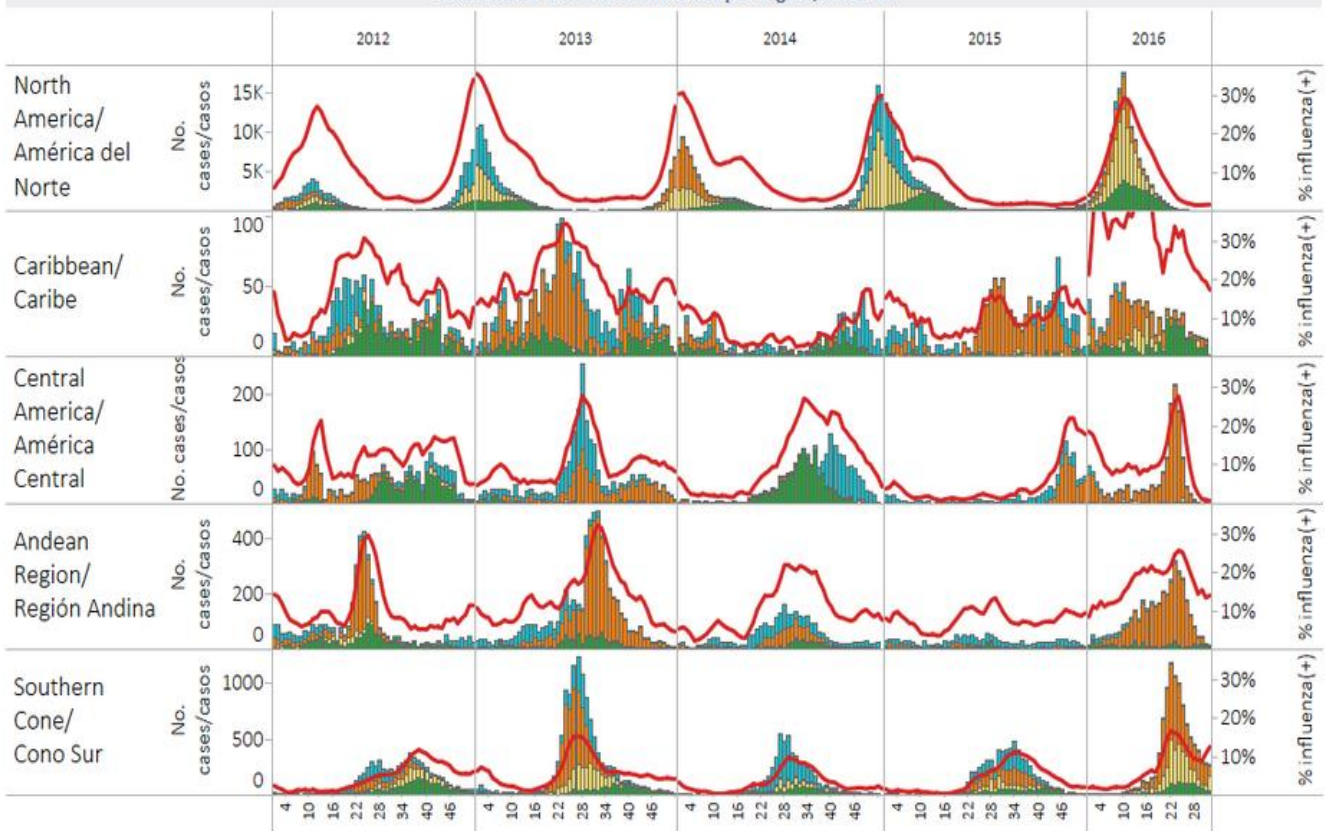 2012 2013 2014 2015 2016
North
America/
América del
Norte
No.
cases/casos
15K
10K
5K
30%
20%
10%
% influenza(+)
Caribbean/
Caribe
No.
cases/casos
100
50
0
30%
20%
10%
% influenza(+)
Central
America/
América
Central
No. cases/casos
200
100
0
30%
20%
10%
% influenza(+)
Andean
Region/
Región Andina
No.
cases/casos
400
200
0
30%
20%
10%
% influenza(+)
Southern
Cone/
Cono Sur
No.
cases/casos
1000
500
0
30%
20%
10%
% influenza(+)
4 10 16 22 28 34 40 46 4 10 16 22 28 34 40 46 4 10 16 22 28 34 40 46 4 10 16 22 28 34 40 46 4 10 16 22 28